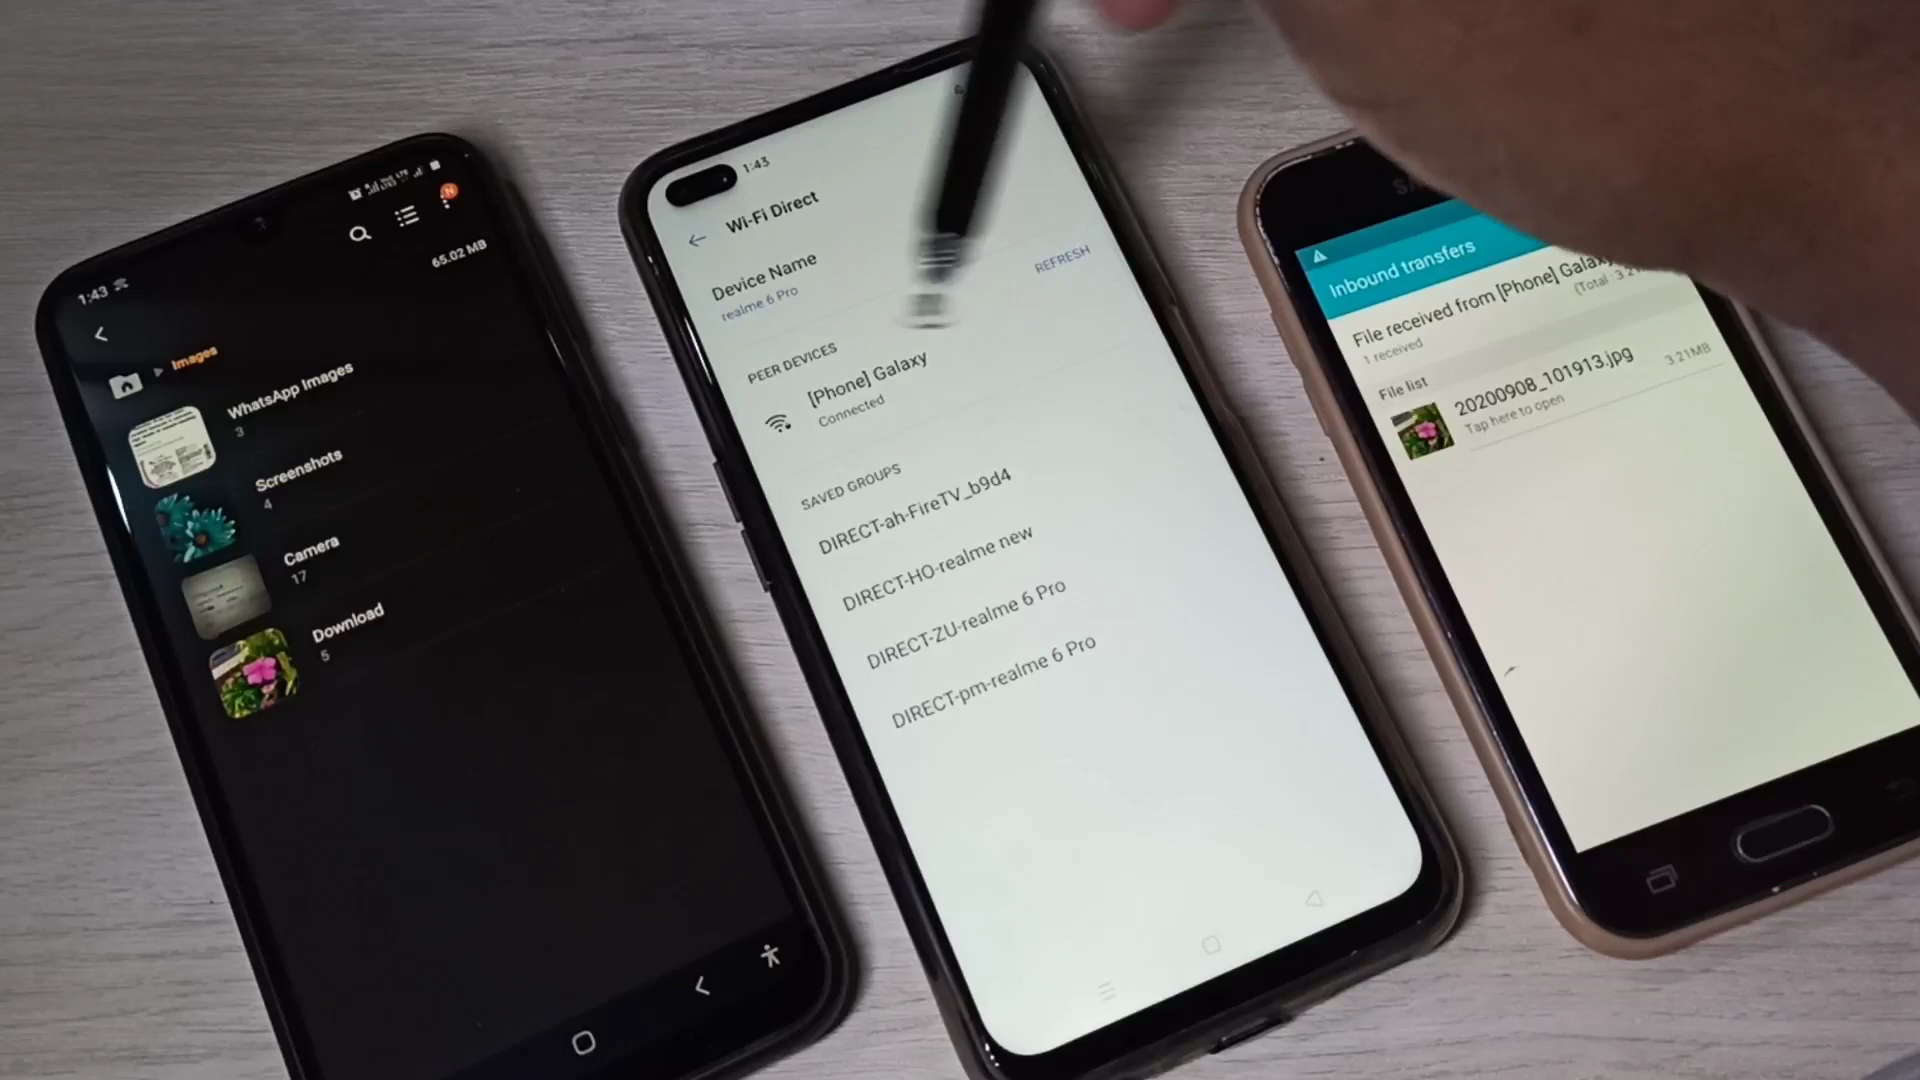 1:43
65.02 MB
Images
WhatsApp Images
3
Screenshots
4
Camera
17
Download
5
1:43
Wi-Fi Direct
Device Name
realme 6 Pro
REFRESH
PEER DEVICES
[Phone] Galaxy
Connected
SAVED GROUPS
DIRECT-ah-FireTV_b9d4
DIRECT-HO-realme new
DIRECT-ZU-realme 6 Pro
DIRECT-pm-realme 6 Pro
Inbound transfers
File received from [Phone] Galaxy
(Total : 3.21
1 received
File list
20200908_101913.jpg
3.21MB
Tap here to open